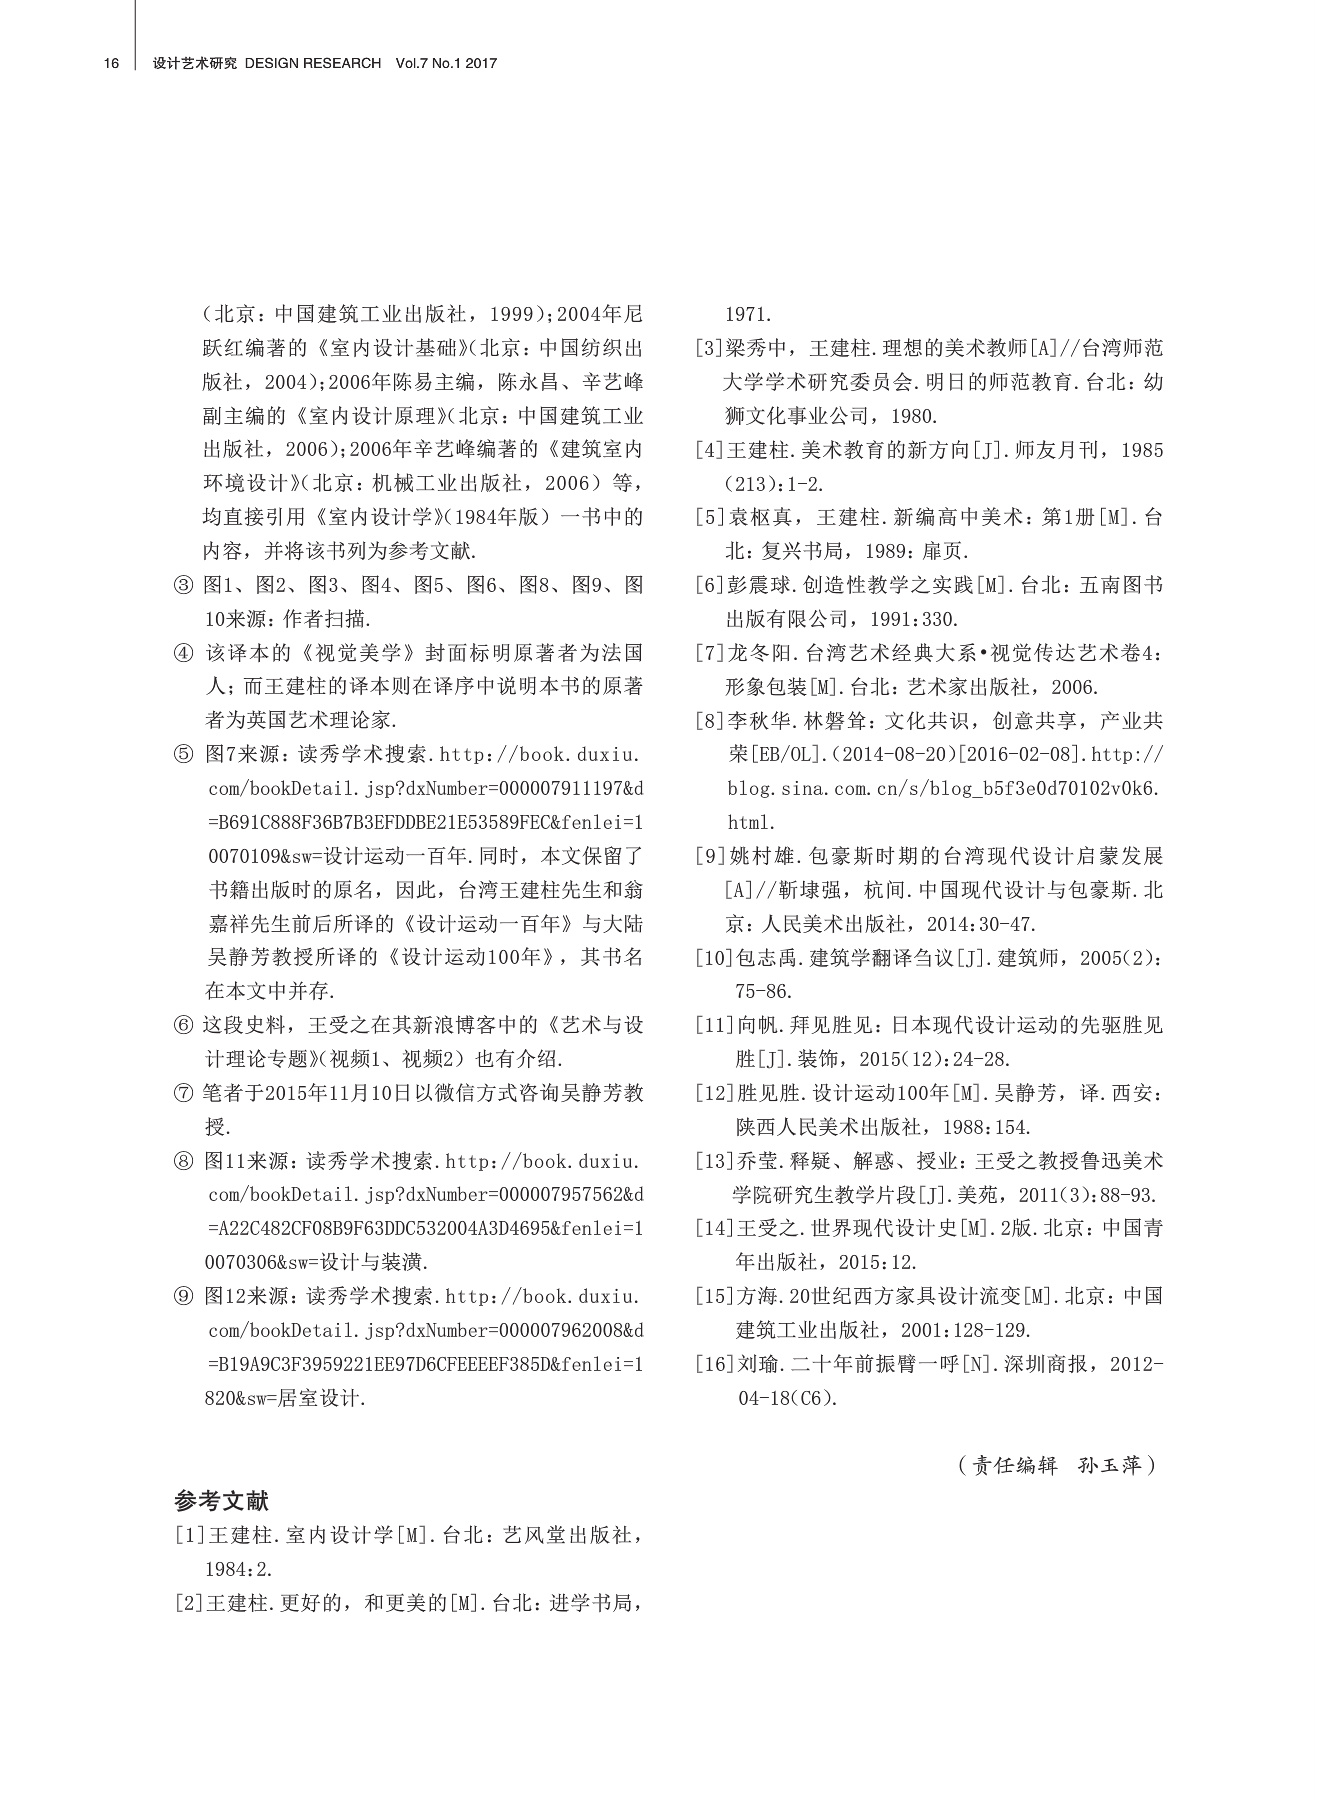 16 设计艺术研究 DESIGN RESEARCH Vol.7 No.1 2017
（北京：中国建筑工业出版社，1999）；2004年尼
跃红编著的《室内设计基础》（北京：中国纺织出
版社，2004）；2006年陈易主编，陈永昌、辛艺峰
副主编的《室内设计原理》（北京：中国建筑工业
出版社，2006）；2006年辛艺峰编著的《建筑室内
环境设计》（北京：机械工业出版社，2006）等，
均直接引用《室内设计学》（1984年版）一书中的
内容，并将该书列为参考文献.
③ 图1、图2、图3、图4、图5、图6、图8、图9、图
10来源：作者扫描.
④ 该译本的《视觉美学》封面标明原著者为法国
人；而王建柱的译本则在译序中说明本书的原著
者为英国艺术理论家.
⑤ 图7来源：读秀学术搜索.http://book.duxiu.
com/bookDetail.jsp?dxNumber=000007911197&d
=B691C888F36B7B3EFDDBE21E53589FEC&fenlei=1
0070109&sw=设计运动一百年.同时，本文保留了
书籍出版时的原名，因此，台湾王建柱先生和翁
嘉祥先生前后所译的《设计运动一百年》与大陆
吴静芳教授所译的《设计运动100年》，其书名
在本文中并存.
⑥ 这段史料，王受之在其新浪博客中的《艺术与设
计理论专题》（视频1、视频2）也有介绍.
⑦ 笔者于2015年11月10日以微信方式咨询吴静芳教
授.
⑧ 图11来源：读秀学术搜索.http://book.duxiu.
com/bookDetail.jsp?dxNumber=000007957562&d
=A22C482CF08B9F63DDC532004A3D4695&fenlei=1
0070306&sw=设计与装潢.
⑨ 图12来源：读秀学术搜索.http://book.duxiu.
com/bookDetail.jsp?dxNumber=000007962008&d
=B19A9C3F3959221EE97D6CFEEEEF385D&fenlei=1
820&sw=居室设计.
参考文献
[1]王建柱.室内设计学[M].台北：艺风堂出版社，
1984:2.
[2]王建柱.更好的，和更美的[M].台北：进学书局，
1971.
[3]梁秀中，王建柱.理想的美术教师[A]//台湾师范
大学学术研究委员会.明日的师范教育.台北：幼
狮文化事业公司，1980.
[4]王建柱.美术教育的新方向[J].师友月刊，1985
（213）:1-2.
[5]袁枢真，王建柱.新编高中美术：第1册[M].台
北：复兴书局，1989：扉页.
[6]彭震球.创造性教学之实践[M].台北：五南图书
出版有限公司，1991:330.
[7]龙冬阳.台湾艺术经典大系•视觉传达艺术卷4：
形象包装[M].台北：艺术家出版社，2006.
[8]李秋华.林磐耸：文化共识，创意共享，产业共
荣[EB/OL].（2014-08-20）[2016-02-08].http://
blog.sina.com.cn/s/blog_b5f3e0d70102v0k6.
html.
[9]姚村雄.包豪斯时期的台湾现代设计启蒙发展
[A]//靳埭强，杭间.中国现代设计与包豪斯.北
京：人民美术出版社，2014:30-47.
[10]包志禹.建筑学翻译刍议[J].建筑师，2005（2）：
75-86.
[11]向帆.拜见胜见：日本现代设计运动的先驱胜见
胜[J].装饰，2015（12）:24-28.
[12]胜见胜.设计运动100年[M].吴静芳，译.西安：
陕西人民美术出版社，1988:154.
[13]乔莹.释疑、解惑、授业：王受之教授鲁迅美术
学院研究生教学片段[J].美苑，2011（3）:88-93.
[14]王受之.世界现代设计史[M].2版.北京：中国青
年出版社，2015:12.
[15]方海.20世纪西方家具设计流变[M].北京：中国
建筑工业出版社，2001:128-129.
[16]刘瑜.二十年前振臂一呼[N].深圳商报，2012-
04-18（C6）.
（责任编辑 孙玉萍）